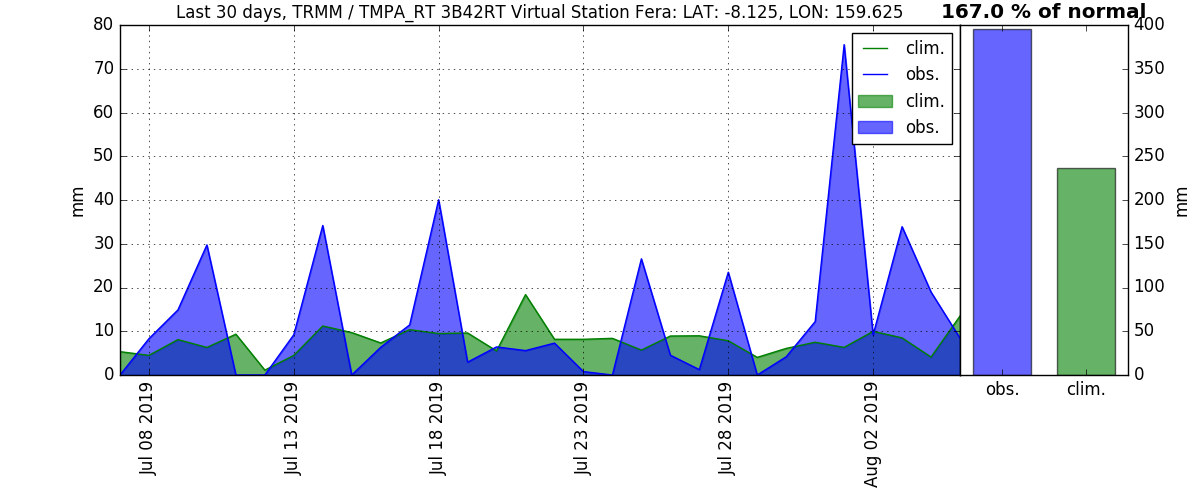 Last 30 days, TRMM / TMPA_RT 3B42RT Virtual Station Fera: LAT: -8.125, LON: 159.625
167.0 % of normal
mm
80
70
60
50
40
30
20
10
0
clim.
obs.
clim.
obs.
Jul 08 2019
Jul 13 2019
Jul 18 2019
Jul 23 2019
Jul 28 2019
Aug 02 2019
400
350
300
250
200
150
100
50
0
mm
obs.
clim.